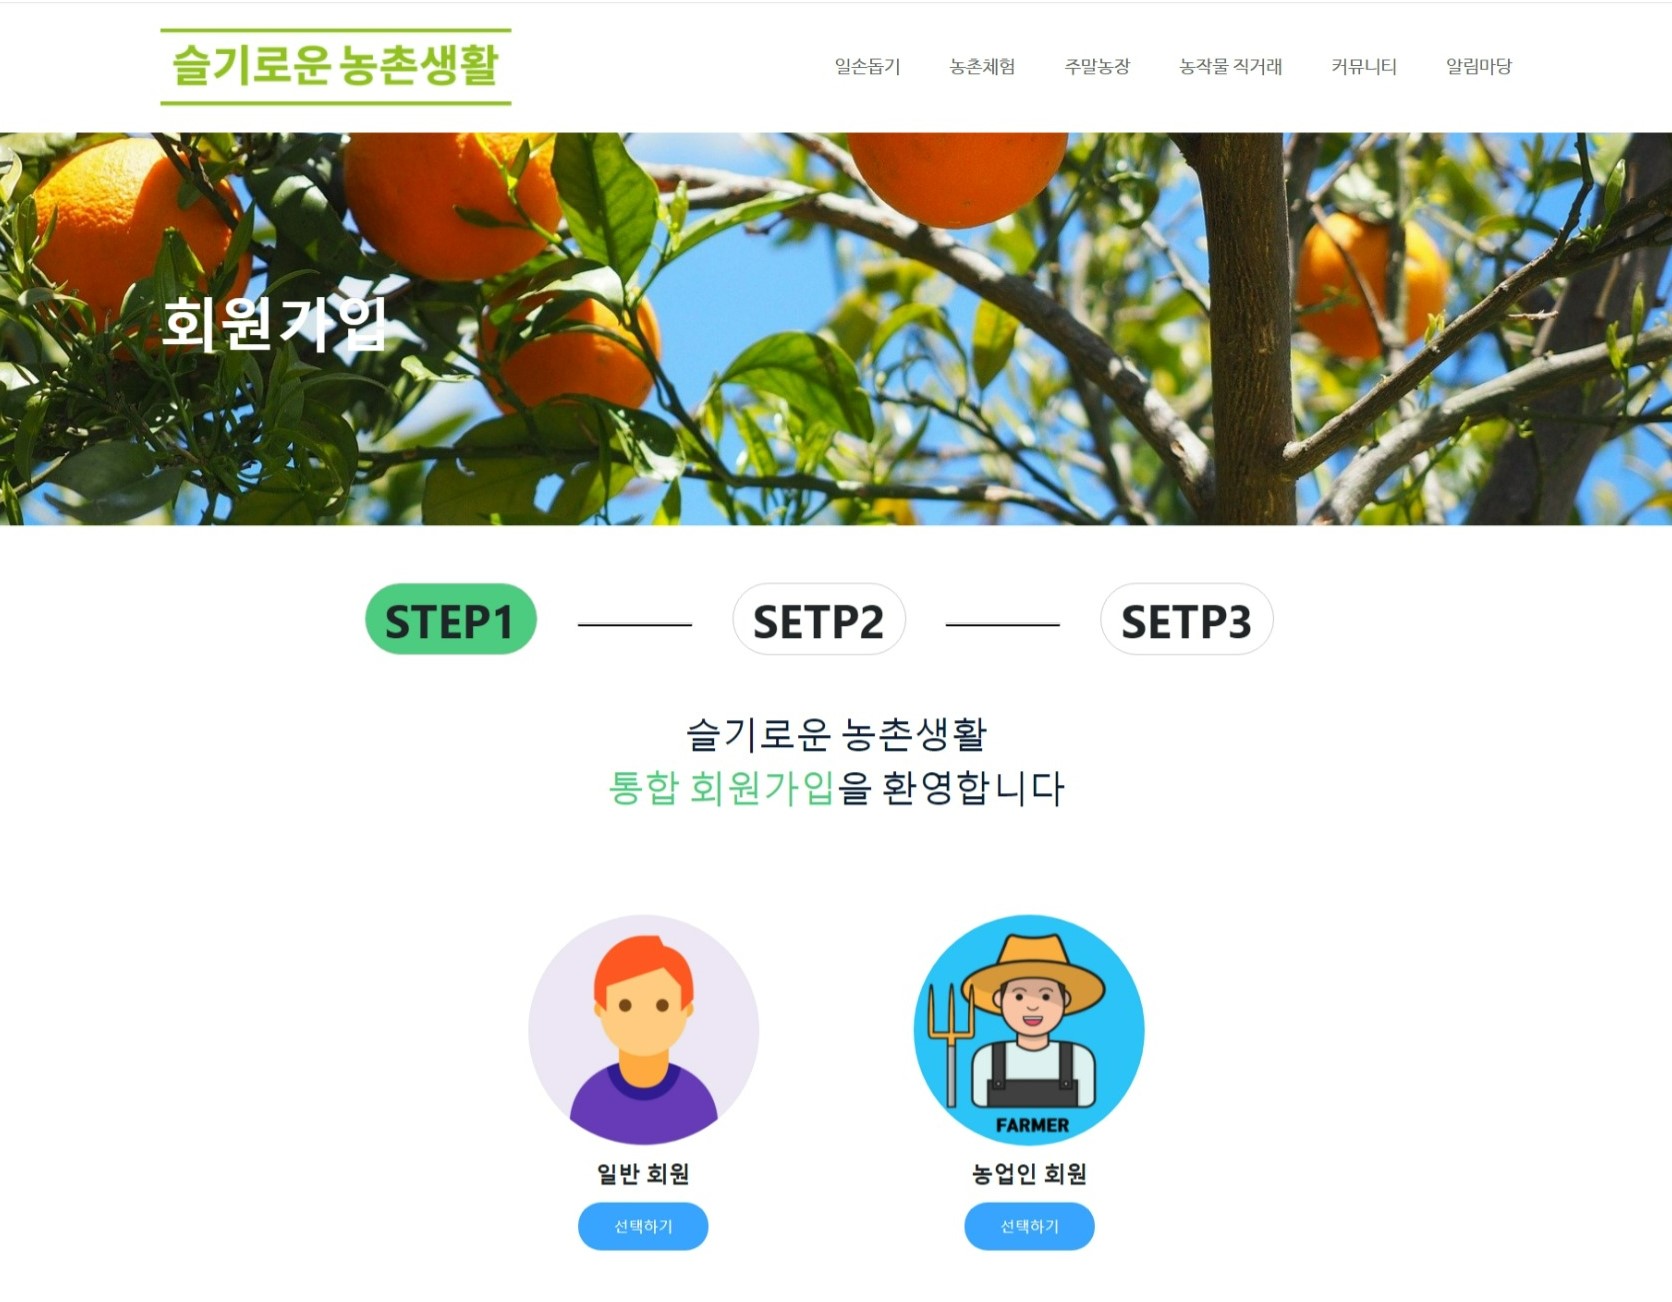 슬기로운 농촌생활
일손돕기 농촌체험 주말농장 농작물 직거래 커뮤니티 알림마당
회원가입
STEP1 SETP2 SETP3
슬기로운 농촌생활
통합 회원가입을 환영합니다
FARMER
일반 회원 농업인 회원
선택하기 선택하기